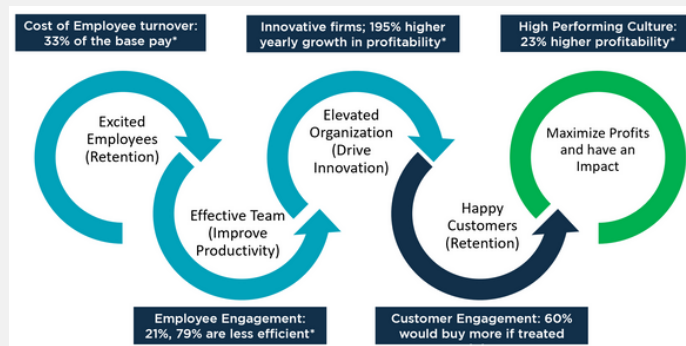 Cost of Employee turnover:
33% of the base pay*
Innovative firms; 195% higher
yearly growth in profitability*
High Performing Culture:
23% higher profitability*
Excited
Employees
(Retention)
Elevated
Organization
(Drive
Innovation)
Maximize Profits
and have an
Impact
Effective Team
(Improve
Productivity)
Happy
Customers
(Retention)
Employee Engagement:
21%, 79% are less efficient*
Customer Engagement: 60%
would buy more if treated